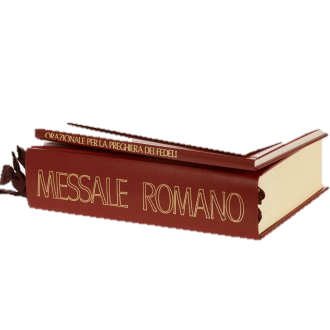 ORAZIONALE PER LA PREGHIERA DEI FEDELI
MESSALE ROMANO